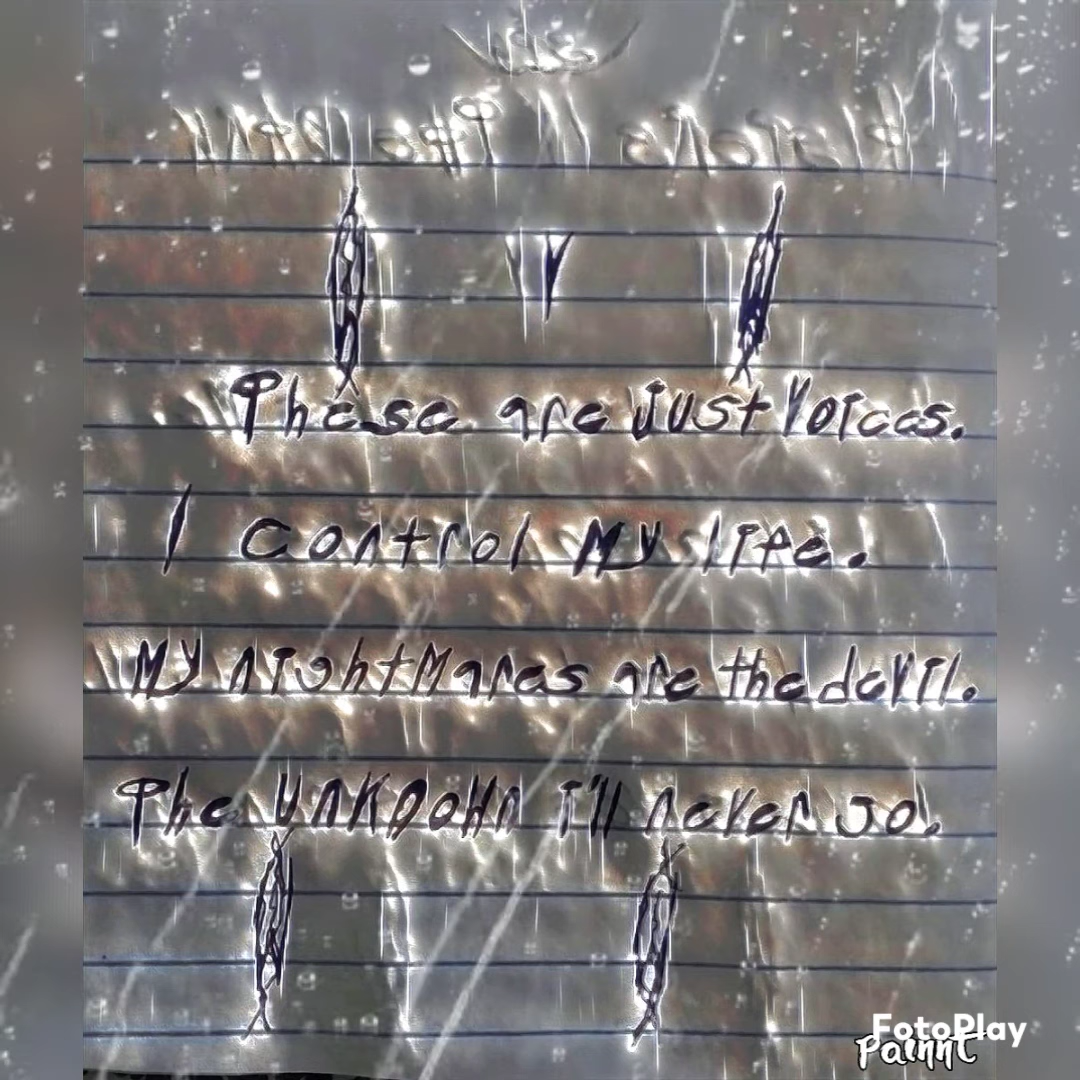 These are just Voices.
I control My life.
My nightMares are the devil.
The Unknown i'll never go.
FotoPlay
painnt